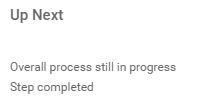 Up Next
Overall process still in progress
Step completed